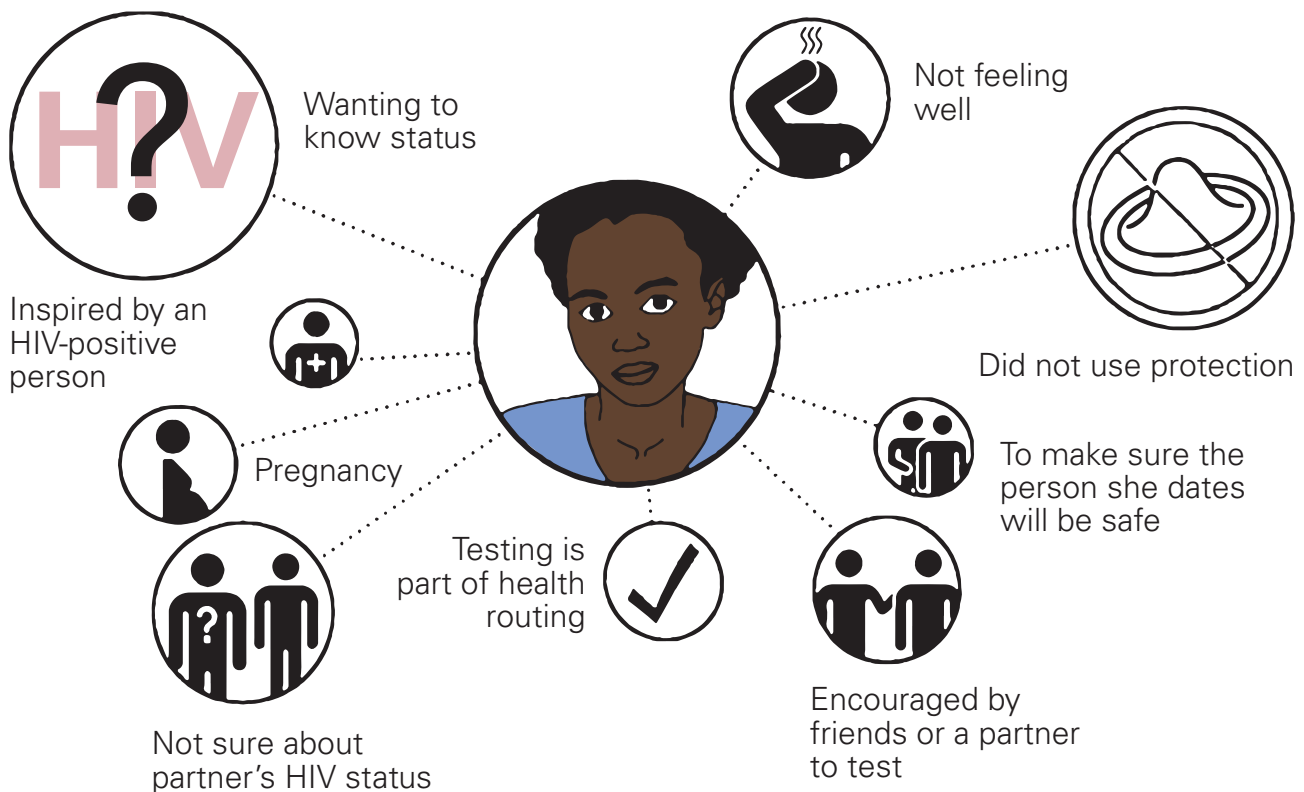 HIV
?
Wanting to
know status
Not feeling
well
Did not use protection
Inspired by an
HIV-positive
person
Pregnancy
To make sure the
person she dates
will be safe
Testing is
part of health
routing
?
Not sure about
partner's HIV status
Encouraged by
friends or a partner
to test